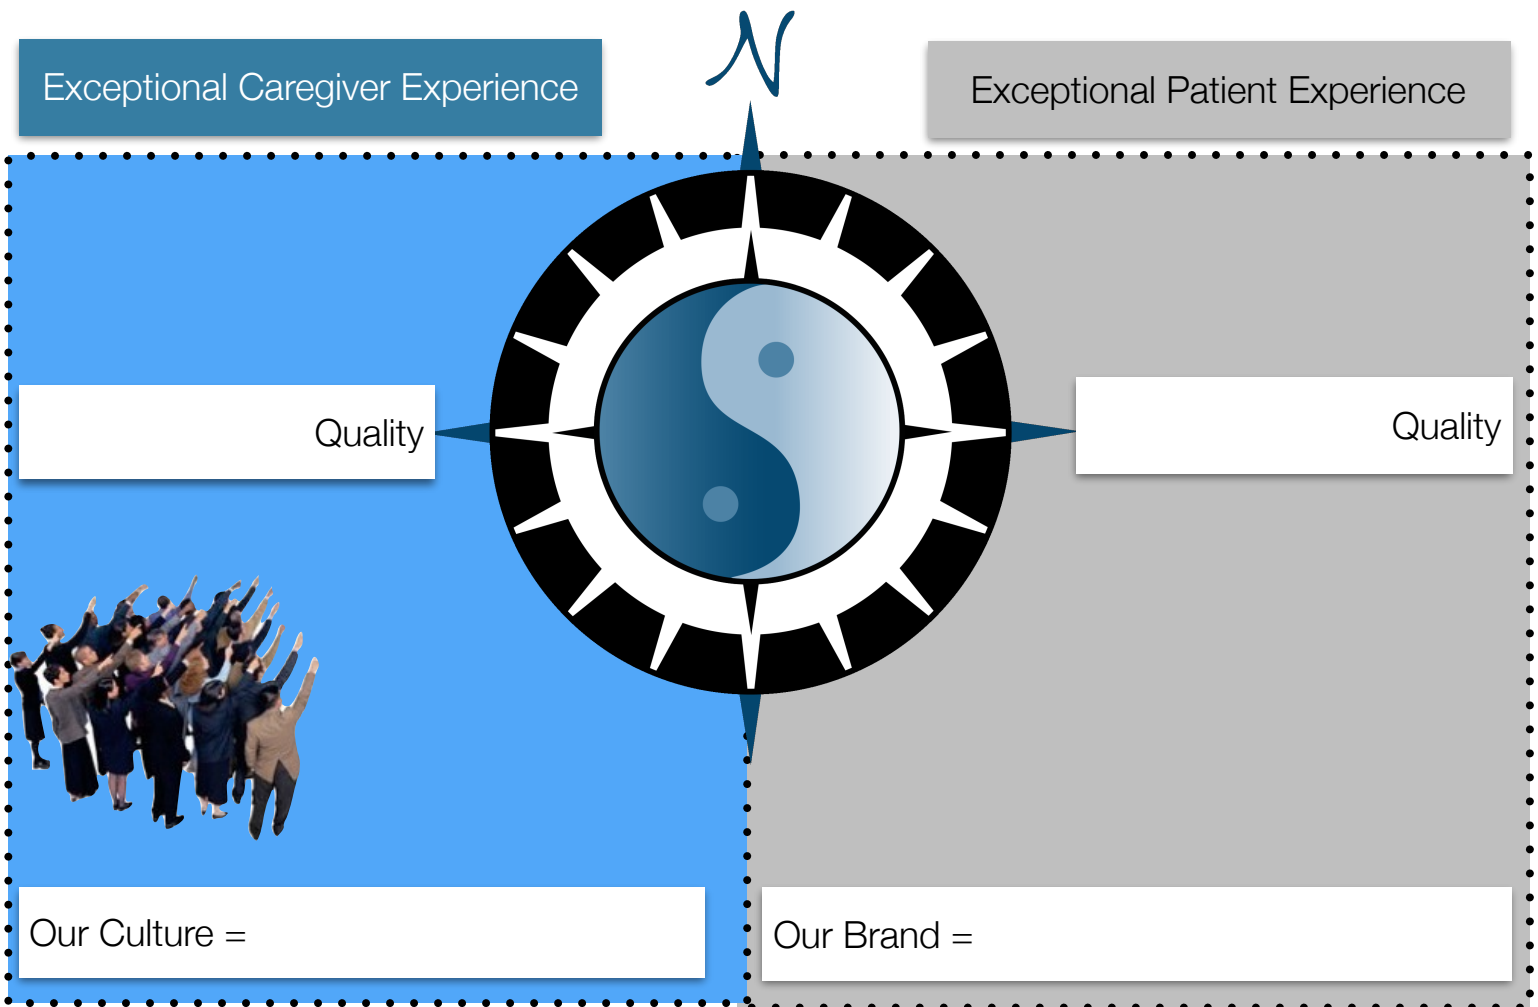 N
Exceptional Caregiver Experience
Exceptional Patient Experience
Quality
Quality
Our Culture =
Our Brand =